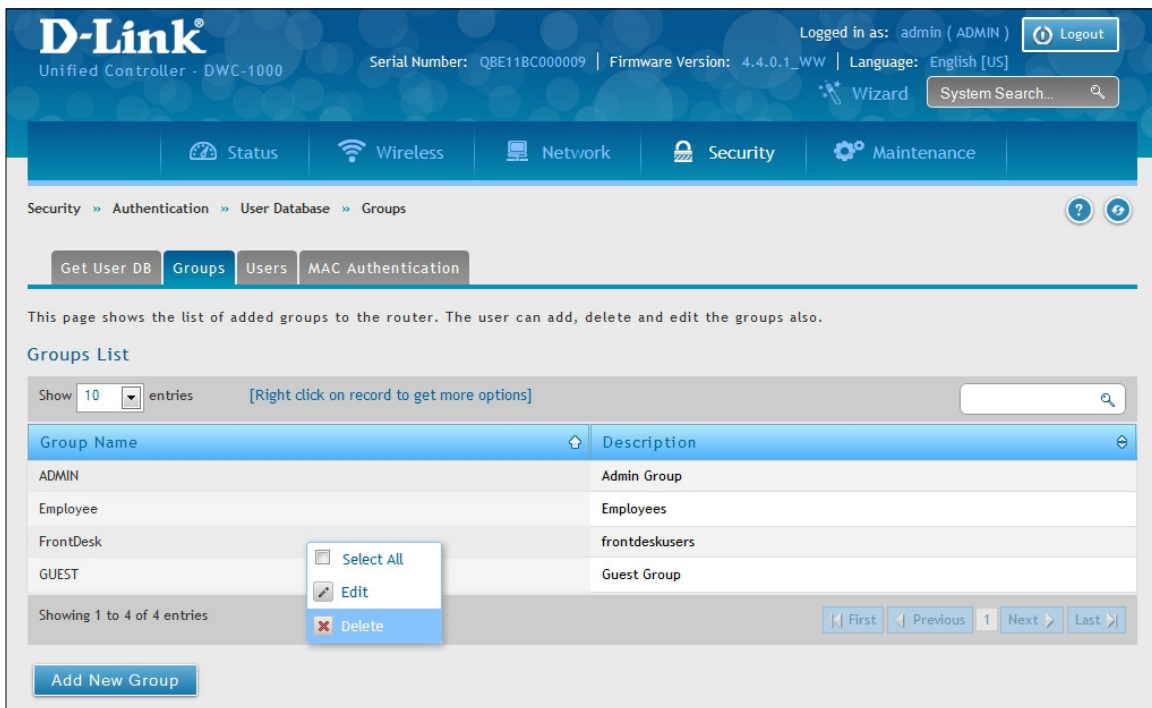 D-Link®
Unified Controller - DWC-1000
Logged in as: admin ( ADMIN ) Logout
Serial Number: QBE11BC000009 | Firmware Version: 4.4.0.1_WW | Language: English [US]
Wizard System Search...
Status Wireless Network Security Maintenance
Security » Authentication » User Database » Groups ?
Get User DB Groups Users MAC Authentication
This page shows the list of added groups to the router. The user can add, delete and edit the groups also.
Groups List
Show 10 entries [Right click on record to get more options]
Group Name Description
ADMIN Admin Group
Employee Employees
FrontDesk frontdeskusers
GUEST Guest Group
Select All
Edit
Delete
Showing 1 to 4 of 4 entries First Previous 1 Next Last
Add New Group